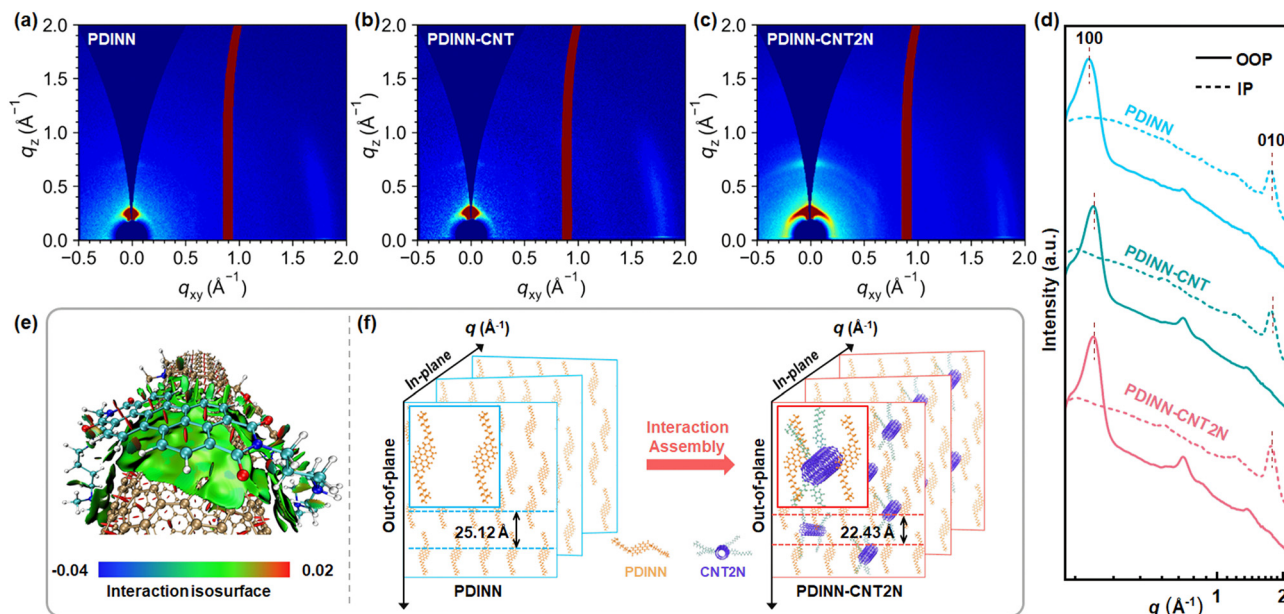 (a)
PDINN
2.0
1.5
1.0
0.5
0.0
qz (Å⁻¹)
−0.5 0.0 0.5 1.0 1.5 2.0
qxy (Å⁻¹)
(b)
PDINN-CNT
2.0
1.5
1.0
0.5
0.0
qz (Å⁻¹)
−0.5 0.0 0.5 1.0 1.5 2.0
qxy (Å⁻¹)
(c)
PDINN-CNT2N
2.0
1.5
1.0
0.5
0.0
qz (Å⁻¹)
−0.5 0.0 0.5 1.0 1.5 2.0
qxy (Å⁻¹)
(d)
100
OOP
IP
PDINN
010
PDINN-CNT
PDINN-CNT2N
Intensity (a.u.)
1 2
q (Å⁻¹)
(e)
-0.04 0.02
Interaction isosurface
(f)
q (Å⁻¹)
In-plane
Out-of-plane
25.12 Å
PDINN
Interaction
Assembly
PDINN
CNT2N
q (Å⁻¹)
In-plane
Out-of-plane
22.43 Å
PDINN-CNT2N